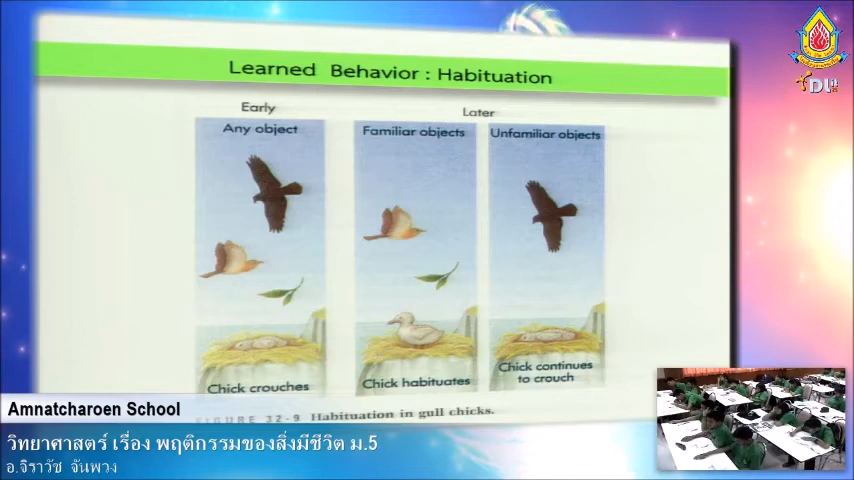 Learned Behavior : Habituation
Early
Later
Any object
Familiar objects
Unfamiliar objects
Chick crouches
Chick habituates
Chick continues
to crouch
FIGURE 32-9 Habituation in gull chicks.
Amnatcharoen School
วิทยาศาสตร์ เรื่อง พฤติกรรมของสิ่งมีชีวิต ม.5
อ.จิราวัช จันพวง